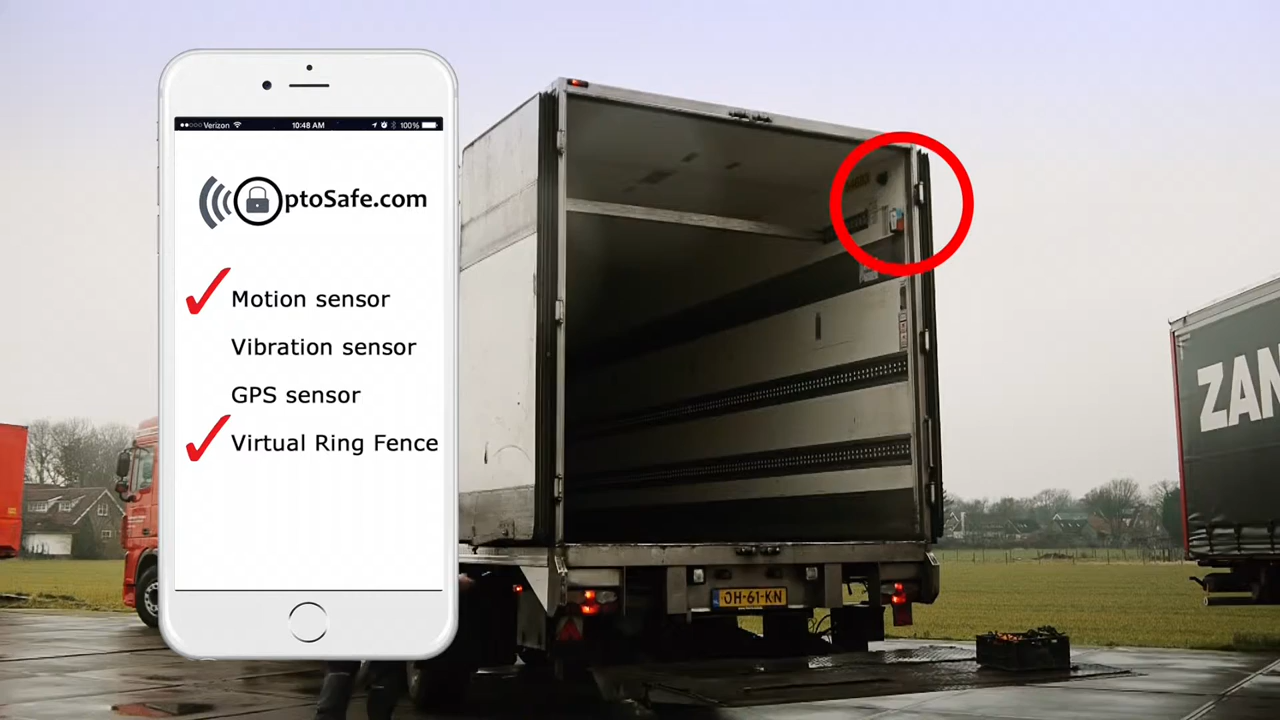 Verizon
10:48 AM
100%
OptoSafe.com
Motion sensor
Vibration sensor
GPS sensor
Virtual Ring Fence
ZAN
OH-61-KN